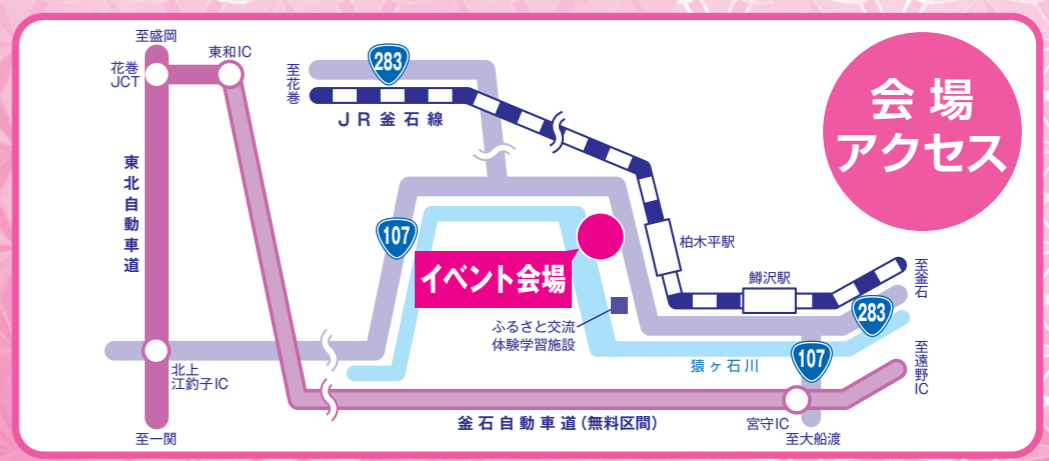 会場
アクセス
至盛岡
花巻
JCT
東和IC
至花巻
283
JR釜石線
東北自動車道
107
イベント会場
柏木平駅
鱒沢駅
至釜石
283
ふるさと交流
体験学習施設
猿ヶ石川
107
至遠野IC
北上
江釣子IC
釜石自動車道(無料区間)
宮守IC
至一関
至大船渡